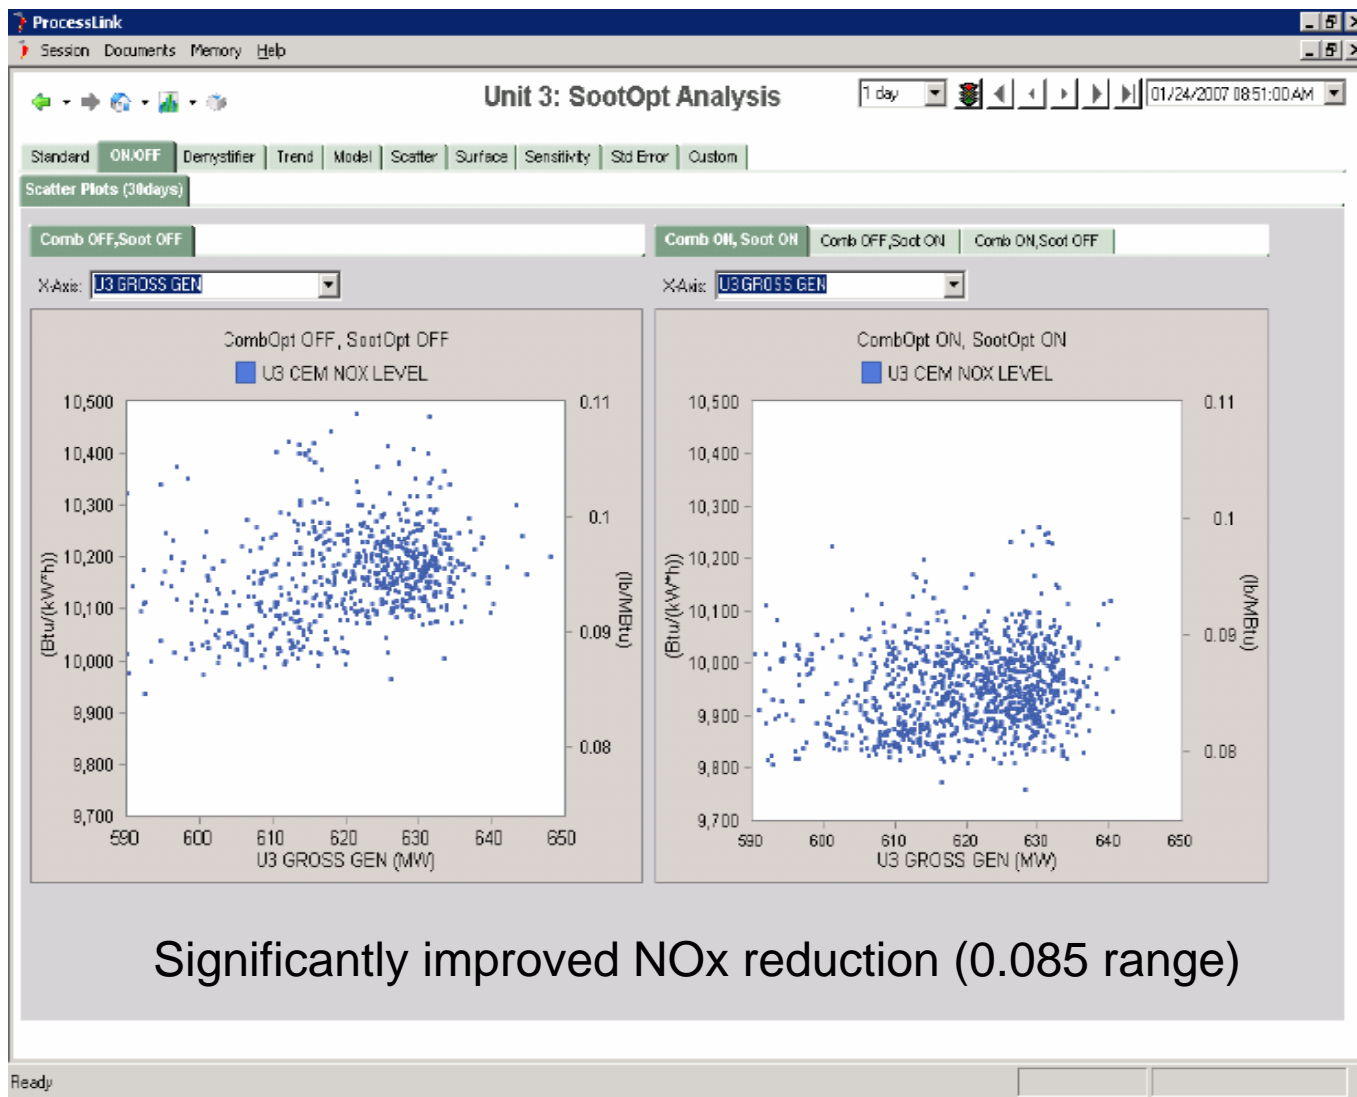 ProcessLink
Session Documents Memory Help
Unit 3: SootOpt Analysis
1 day
01/24/2007 08:51:00 AM
Standard ON/OFF Demystifier Trend Model Scatter Surface Sensitivity Std Error Custom
Scatter Plots (30days)
Comb OFF,Soot OFF
Comb ON, Soot ON Comb OFF,Soot ON Comb ON,Soot OFF
X-Axis: U3 GROSS GEN
X-Axis: U3 GROSS GEN
CombOpt OFF, SootOpt OFF
U3 CEM NOX LEVEL
10,500
10,400
10,300
10,200
10,100
10,000
9,900
9,800
9,700
(Btu/(kW*h))
0.11
0.1
0.09
0.08
(lb/MBtu)
590 600 610 620 630 640 650
U3 GROSS GEN (MW)
CombOpt ON, SootOpt ON
U3 CEM NOX LEVEL
10,500
10,400
10,300
10,200
10,100
10,000
9,900
9,800
9,700
(Btu/(kW*h))
0.11
0.1
0.09
0.08
(lb/MBtu)
590 600 610 620 630 640 650
U3 GROSS GEN (MW)
Significantly improved NOx reduction (0.085 range)
Ready